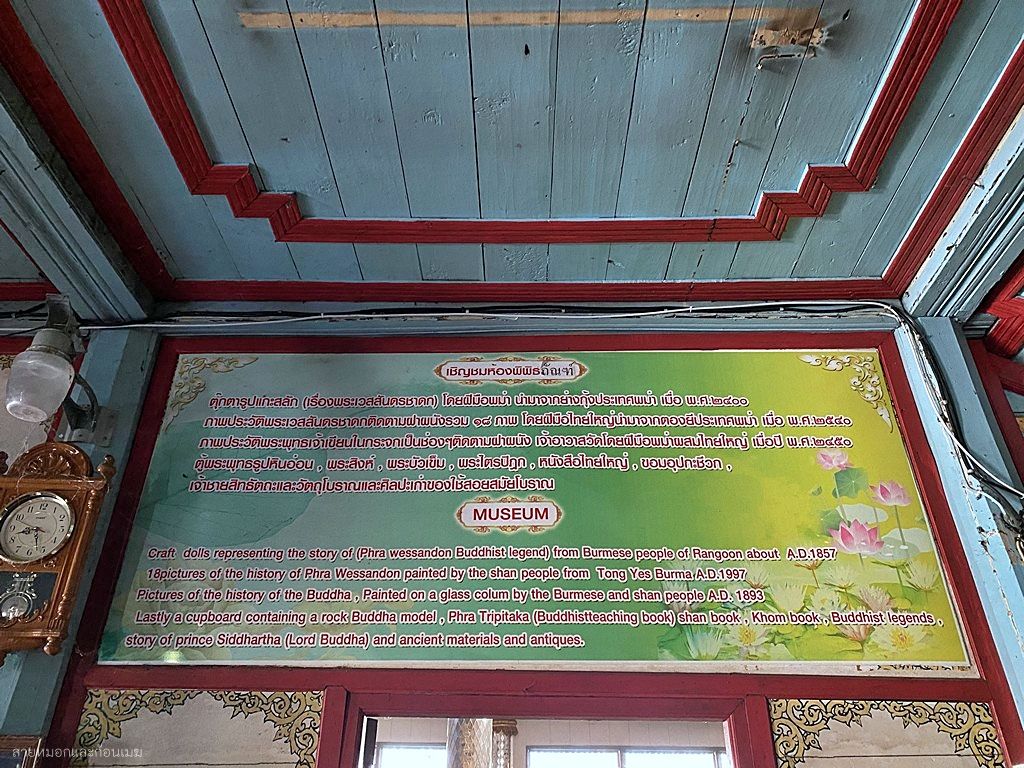 เชิญชมห้องพิพิธภัณฑ์
ตุ๊กตารูปแกะสลัก (เรื่องพระเวสสันดรชาดก) โดยฝีมือพม่า นำมาจากย่างกุ้งประเทศพม่า เมื่อ พ.ศ.๒๔๐๐
ภาพประวัติพระเวสสันดรชาดกติดตามฝาผนังรวม ๑๘ ภาพ โดยฝีมือไทยใหญ่นำมาจากตองยีประเทศพม่า เมื่อ พ.ศ.๒๕๔๐
ภาพประวัติพระพุทธเจ้าเขียนในกระจกเป็นช่องๆติดตามฝาผนัง เจ้าอาวาสวัดโดยฝีมือพม่าผสมไทยใหญ่ เมื่อปี พ.ศ.๒๔๕๐
ตู้พระพุทธรูปหินอ่อน , พระสิงห์ , พระบัวเข็ม , พระไตรปิฎก , หนังสือไทยใหญ่ , ขอมอุปกะชีวก ,
เจ้าชายสิทธัตถะและวัตถุโบราณและศิลปะเก่าของใช้สอยสมัยโบราณ
MUSEUM
Craft dolls representing the story of (Phra wessandon Buddhist legend) from Burmese people of Rangoon about A.D.1857
18pictures of the history of Phra Wessandon painted by the shan people from Tong Yes Burma A.D.1997
Pictures of the history of the Buddha , Painted on a glass colum by the Burmese and shan people A.D. 1893
Lastly a cupboard containing a rock Buddha model , Phra Tripitaka (Buddhistteaching book) shan book , Khom book , Buddhist legends ,
story of prince Siddhartha (Lord Buddha) and ancient materials and antiques.
สายหมอกและก้อนเมฆ